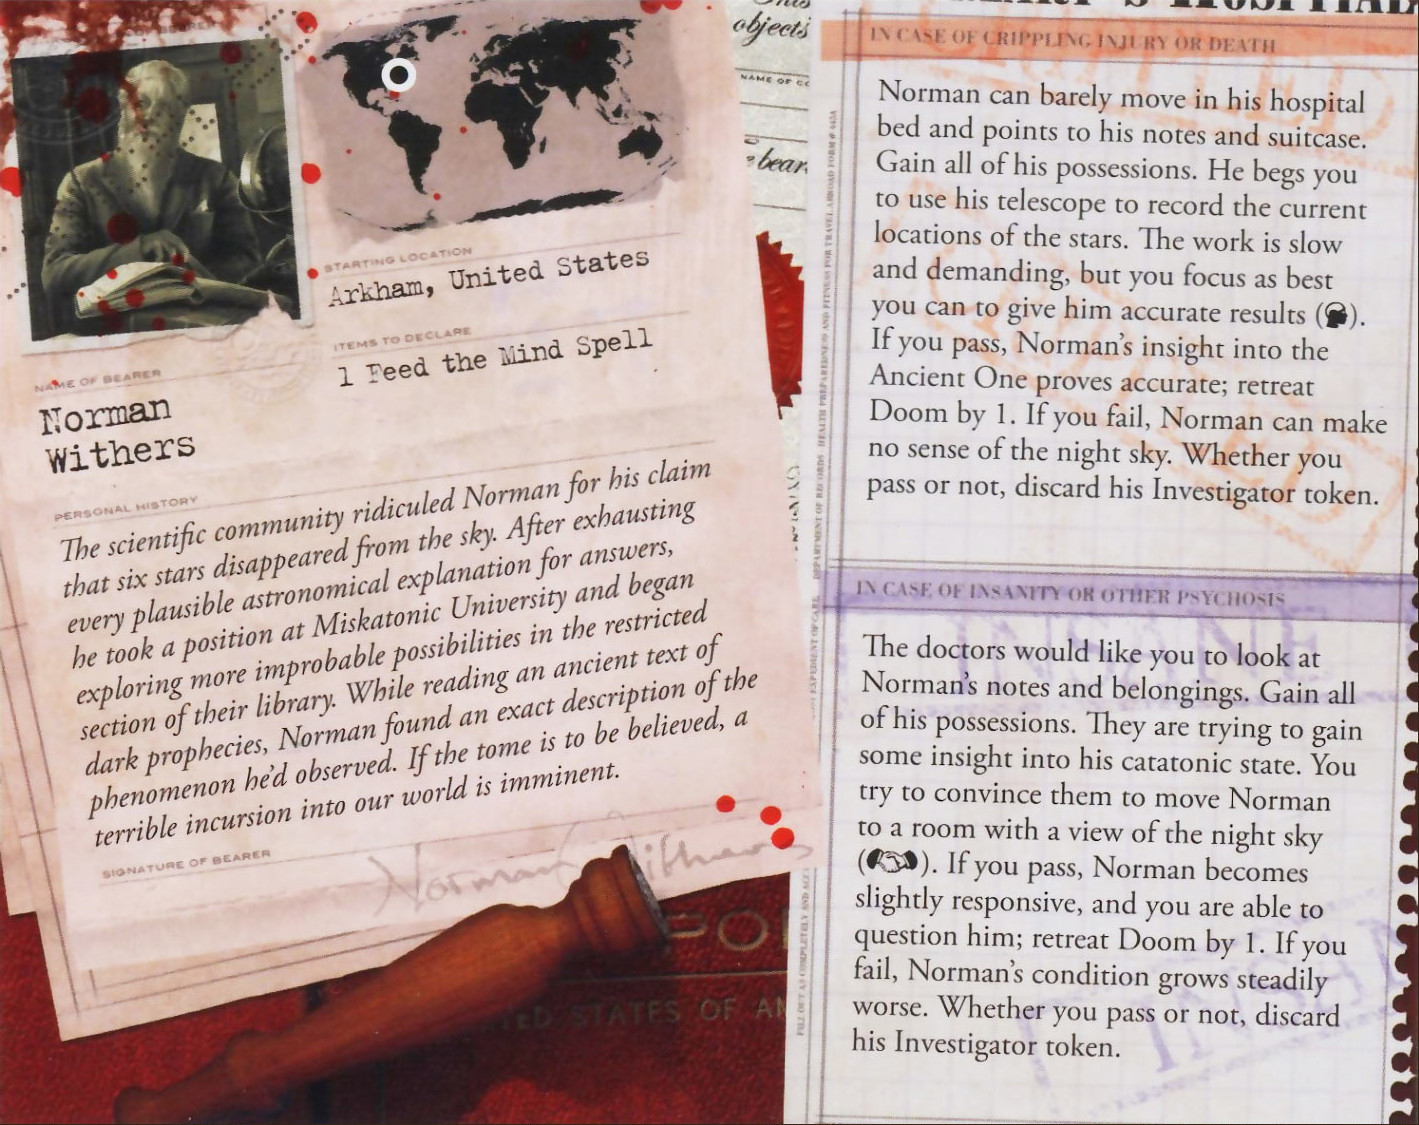 STARTING LOCATION
Arkham, United States
ITEMS TO DECLARE
1 Feed the Mind Spell
NAME OF BEARER
Norman
Withers
PERSONAL HISTORY
The scientific community ridiculed Norman for his claim
that six stars disappeared from the sky. After exhausting
every plausible astronomical explanation for answers,
he took a position at Miskatonic University and began
exploring more improbable possibilities in the restricted
section of their library. While reading an ancient text of
dark prophecies, Norman found an exact description of the
phenomenon he'd observed. If the tome is to be believed, a
terrible incursion into our world is imminent.
SIGNATURE OF BEARER
Norman Withers
STATES OF
objects
NAME OF
bear
HOSPITAL
IN CASE OF CRIPPLING INJURY OR DEATH
Norman can barely move in his hospital
bed and points to his notes and suitcase.
Gain all of his possessions. He begs you
to use his telescope to record the current
locations of the stars. The work is slow
and demanding, but you focus as best
you can to give him accurate results ( ).
If you pass, Norman's insight into the
Ancient One proves accurate; retreat
Doom by 1. If you fail, Norman can make
no sense of the night sky. Whether you
pass or not, discard his Investigator token.
IN CASE OF INSANITY OR OTHER PSYCHOSIS
The doctors would like you to look at
Norman's notes and belongings. Gain all
of his possessions. They are trying to gain
some insight into his catatonic state. You
try to convince them to move Norman
to a room with a view of the night sky
( ). If you pass, Norman becomes
slightly responsive, and you are able to
question him; retreat Doom by 1. If you
fail, Norman's condition grows steadily
worse. Whether you pass or not, discard
his Investigator token.